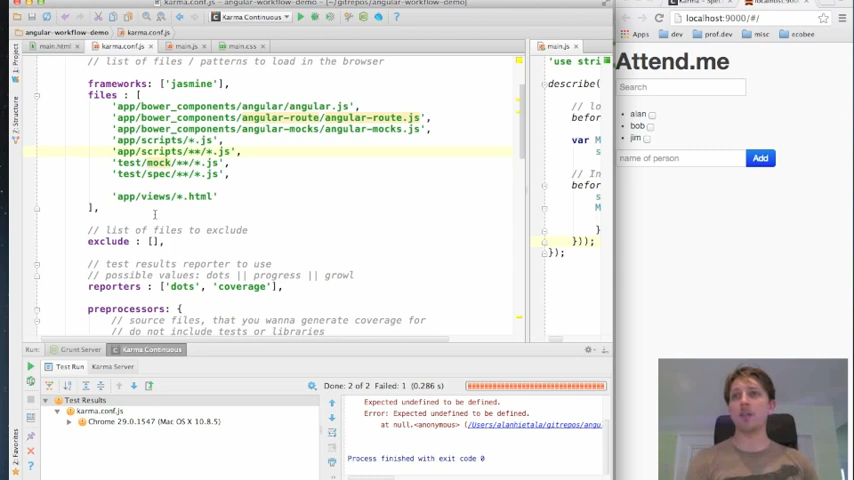 karma.conf.js
angular-workflow-demo
Karma Continuous
angular-workflow-demo
karma.conf.js
main.html
karma.conf.js
main.js
main.css
1: Project
7: Structure
2: Favorites
// list of files / patterns to load in the browser
frameworks: ['jasmine'],
files : [
'app/bower_components/angular/angular.js',
'app/bower_components/angular-route/angular-route.js',
'app/bower_components/angular-mocks/angular-mocks.js',
'app/scripts/*.js',
'app/scripts/**/*.js',
'test/mock/**/*.js',
'test/spec/**/*.js',
'app/views/*.html'
],
// list of files to exclude
exclude : [],
// test results reporter to use
// possible values: dots || progress || growl
reporters : ['dots', 'coverage'],
preprocessors: {
// source files, that you wanna generate coverage for
// do not include tests or libraries
main.js
'use stri
describe(
// lo
befor
var M
s
// In
befor
s
M
}
}));
});
Run:
Grunt Server
Karma Continuous
Test Run
Karma Server
Done: 2 of 2 Failed: 1 (0.286 s)
Test Results
karma.conf.js
Chrome 29.0.1547 (Mac OS X 10.8.5)
Expected undefined to be defined.
Error: Expected undefined to be defined.
at null.<anonymous> (/Users/alanhietala/gitrepos/angu
Process finished with exit code 0
localhost:9000/#/
Apps
dev
prof.dev
misc
ecobee
Attend.me
Search
alan
bob
jim
name of person
Add